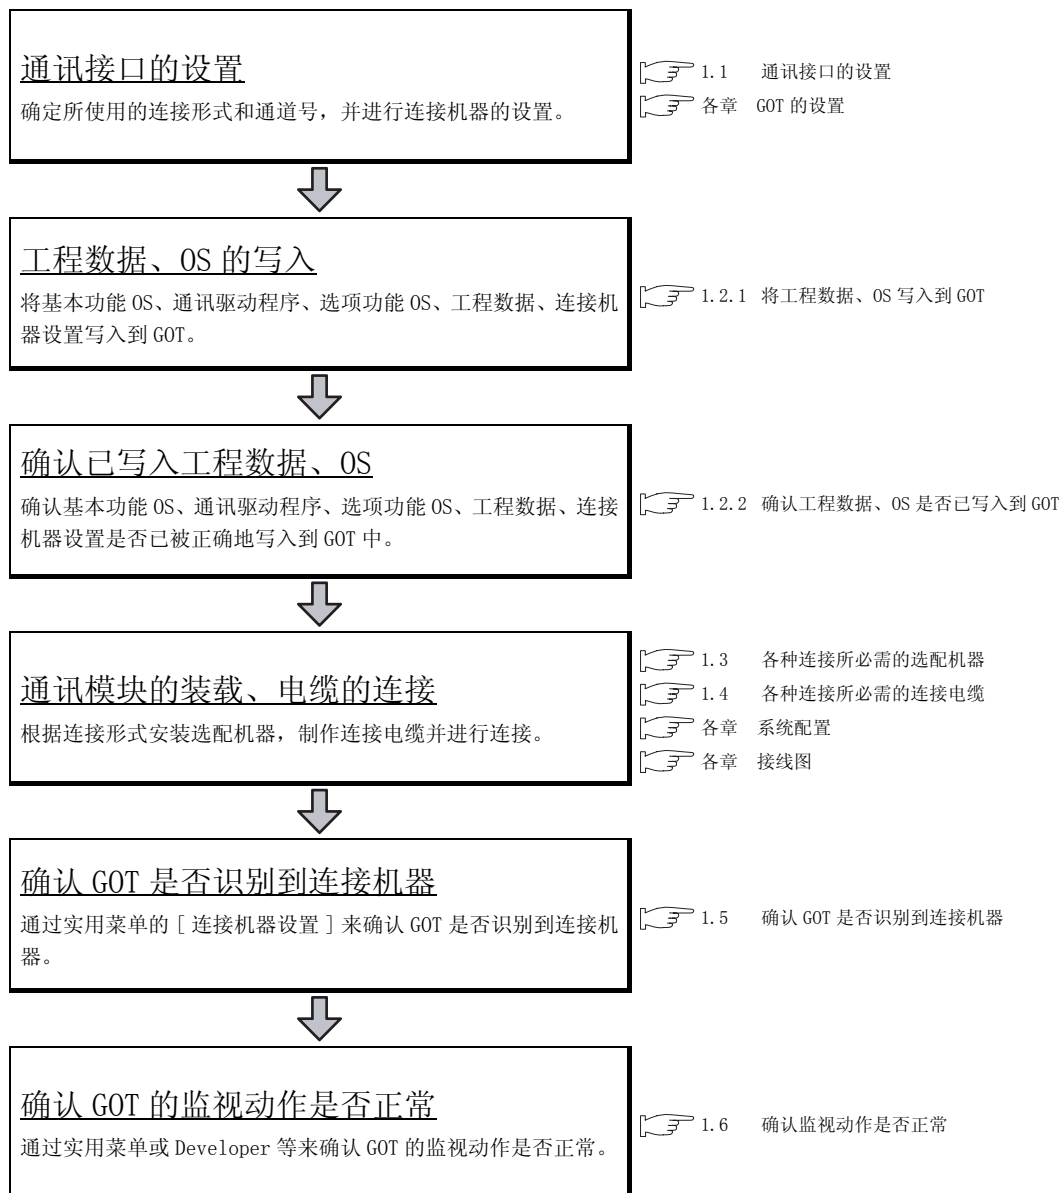 通讯接口的设置
确定所使用的连接形式和通道号，并进行连接机器的设置。
1.1 通讯接口的设置
各章 GOT 的设置
工程数据、OS 的写入
将基本功能 OS、通讯驱动程序、选项功能 OS、工程数据、连接机
器设置写入到 GOT。
1.2.1 将工程数据、OS 写入到 GOT
确认已写入工程数据、OS
确认基本功能 OS、通讯驱动程序、选项功能 OS、工程数据、连接
机器设置是否已被正确地写入到 GOT 中。
1.2.2 确认工程数据、OS 是否已写入到 GOT
通讯模块的装载、电缆的连接
根据连接形式安装选配机器，制作连接电缆并进行连接。
1.3 各种连接所必需的选配机器
1.4 各种连接所必需的连接电缆
各章 系统配置
各章 接线图
确认 GOT 是否识别到连接机器
通过实用菜单的 [ 连接机器设置 ] 来确认 GOT 是否识别到连接机
器。
1.5 确认 GOT 是否识别到连接机器
确认 GOT 的监视动作是否正常
通过实用菜单或 Developer 等来确认 GOT 的监视动作是否正常。
1.6 确认监视动作是否正常